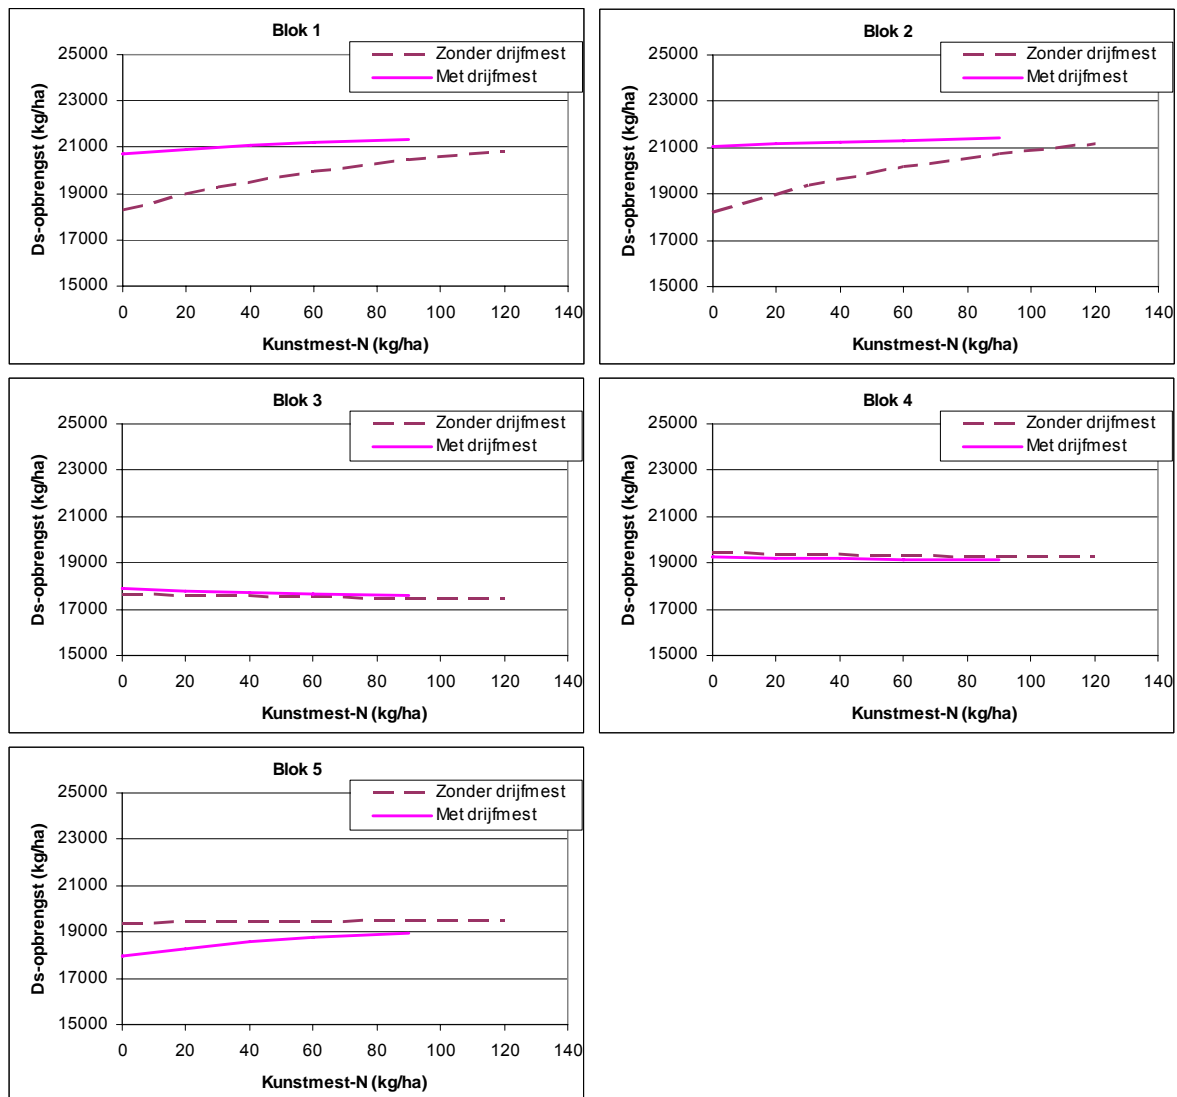 Blok 1
Zonder drijfmest
Met drijfmest
Ds-opbrengst (kg/ha)
25000
23000
21000
19000
17000
15000
0 20 40 60 80 100 120 140
Kunstmest-N (kg/ha)
Blok 2
Zonder drijfmest
Met drijfmest
Ds-opbrengst (kg/ha)
25000
23000
21000
19000
17000
15000
0 20 40 60 80 100 120 140
Kunstmest-N (kg/ha)
Blok 3
Zonder drijfmest
Met drijfmest
Ds-opbrengst (kg/ha)
25000
23000
21000
19000
17000
15000
0 20 40 60 80 100 120 140
Kunstmest-N (kg/ha)
Blok 4
Zonder drijfmest
Met drijfmest
Ds-opbrengst (kg/ha)
25000
23000
21000
19000
17000
15000
0 20 40 60 80 100 120 140
Kunstmest-N (kg/ha)
Blok 5
Zonder drijfmest
Met drijfmest
Ds-opbrengst (kg/ha)
25000
23000
21000
19000
17000
15000
0 20 40 60 80 100 120 140
Kunstmest-N (kg/ha)